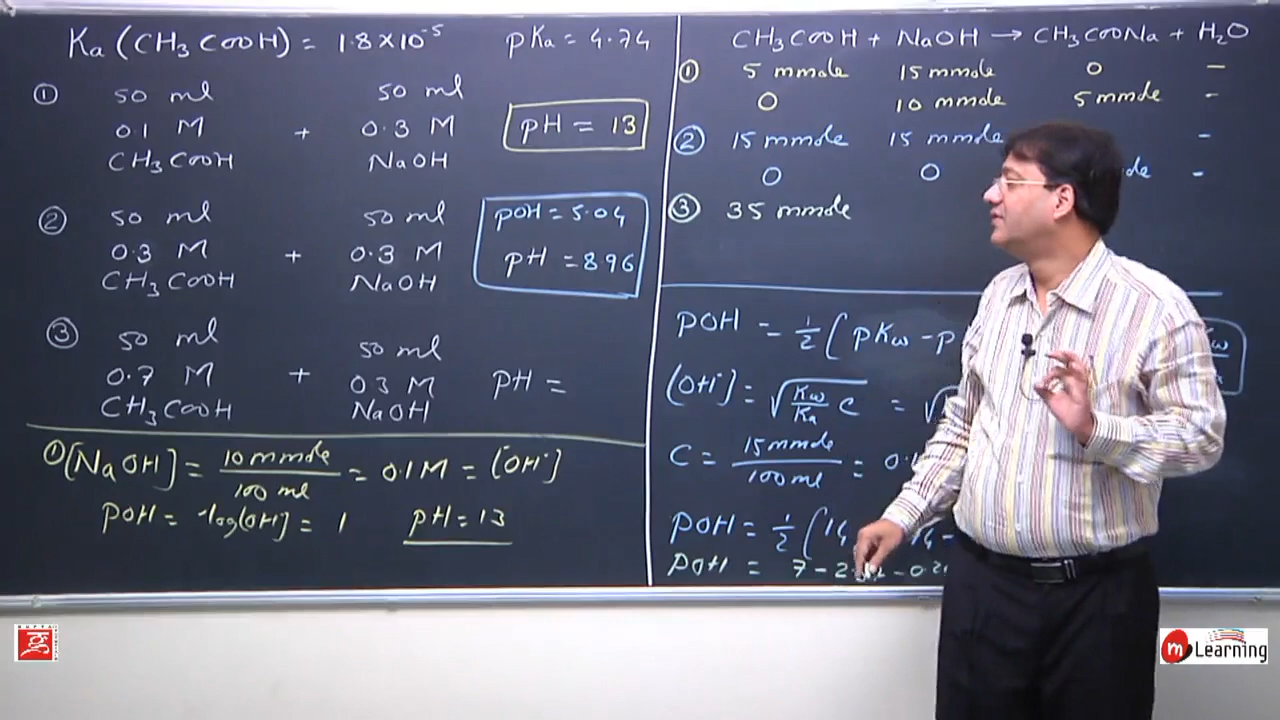 Ka (CH₃COOH) = 1.8×10⁻⁵ pKa = 4.74
① 50 ml 50 ml
0.1 M + 0.3 M pH = 13
CH₃COOH NaOH
② 50 ml 50 ml pOH = 5.04
0.3 M + 0.3 M pH = 896
CH₃COOH NaOH
③ 50 ml 50 ml
0.7 M + 03 M pH =
CH₃COOH NaOH
① [NaOH] = 10 mmole / 100 ml = 0.1 M = [OH⁻]
POH = -log[OH⁻] = 1 pH = 13
CH₃COOH + NaOH → CH₃COONa + H₂O
① 5 mmole 15 mmole 0 –
0 10 mmole 5 mmole –
② 15 mmole 15 mmole –
0 0 –
③ 35 mmole
POH = ½ ( pKw – p
[OH⁻] = √(Kw/Ka C) = √
C = 15 mmole / 100 ml =
POH = ½ ( 14
POH = 7 –
m Learning